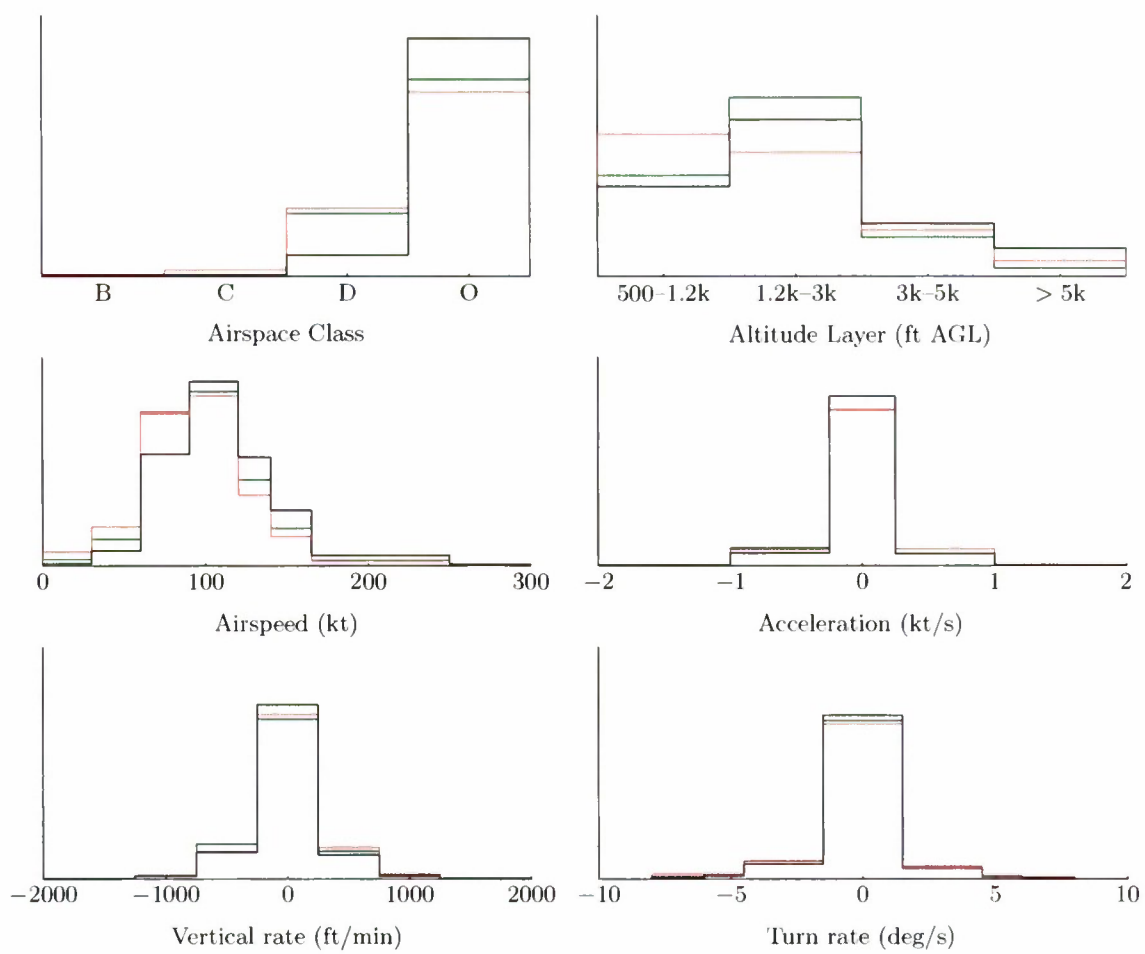 B C D O
500–1.2k 1.2k–3k 3k–5k > 5k
Airspace Class
Altitude Layer (ft AGL)
0 100 200 300
−2 −1 0 1 2
Airspeed (kt)
Acceleration (kt/s)
−2000 −1000 0 1000 2000
−10 −5 0 5 10
Vertical rate (ft/min)
Turn rate (deg/s)